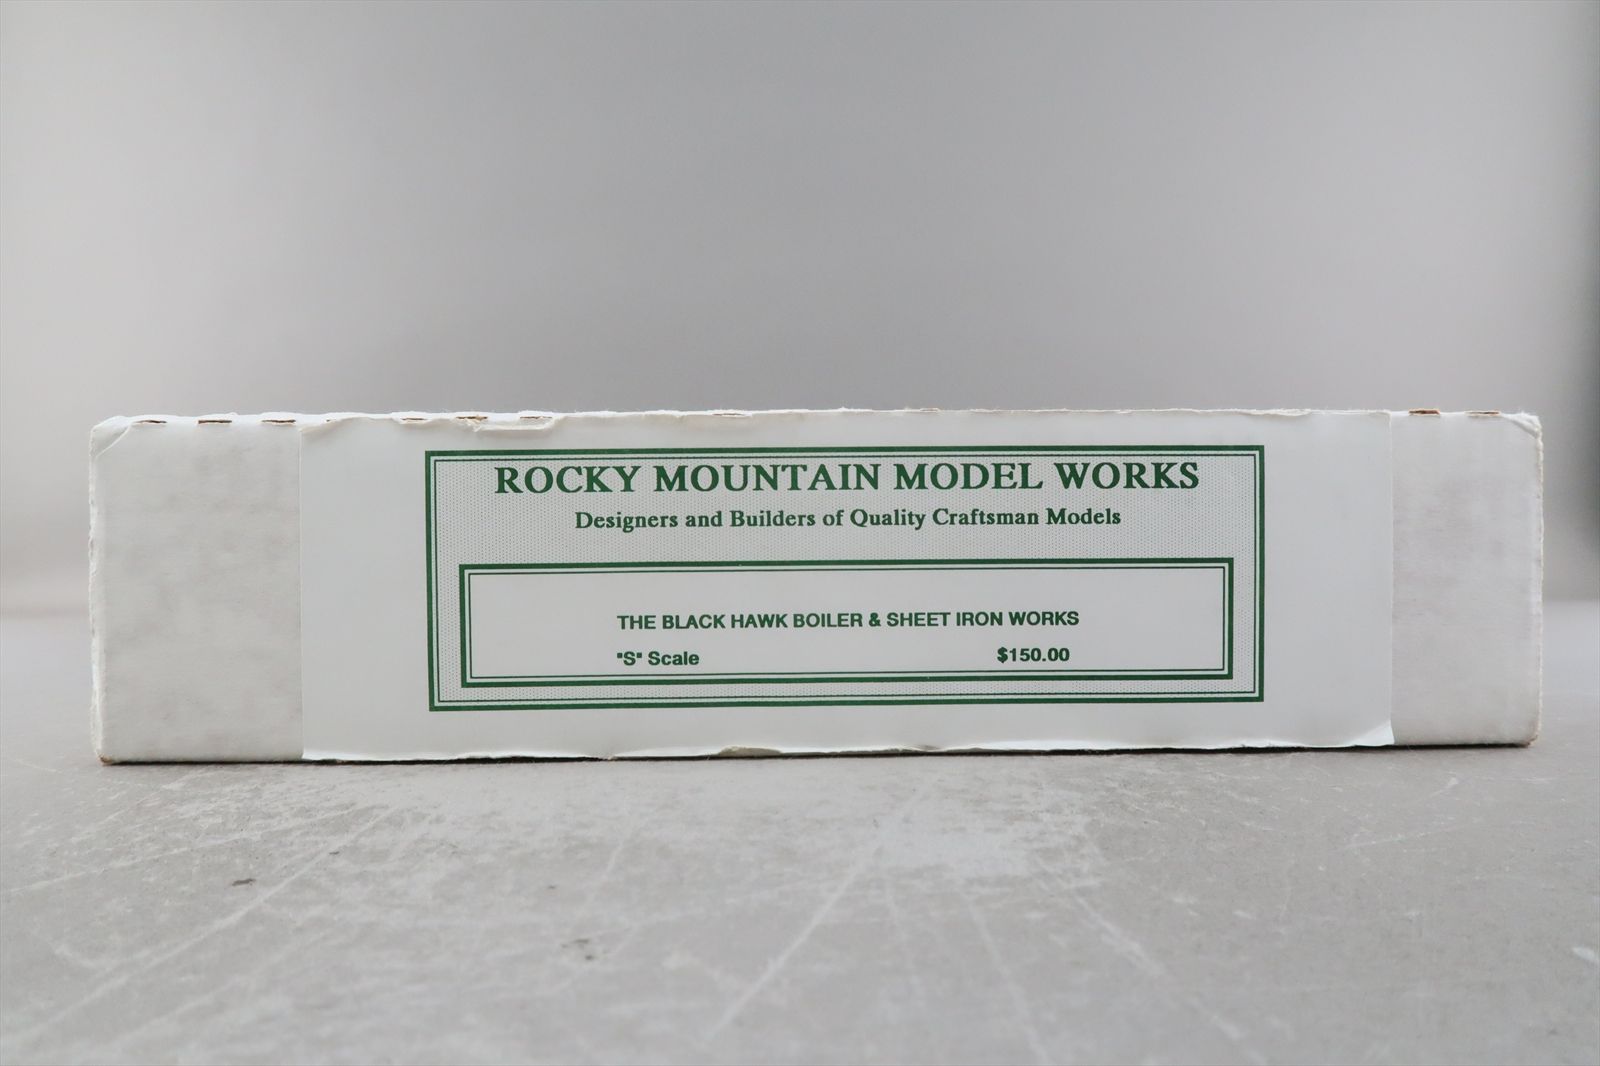 ROCKY MOUNTAIN MODEL WORKS
Designers and Builders of Quality Craftsman Models
THE BLACK HAWK BOILER & SHEET IRON WORKS
"S" Scale $150.00